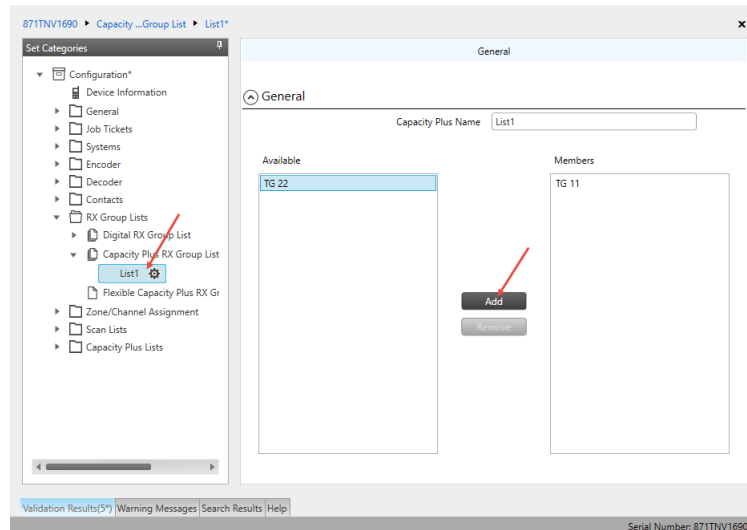 871TNV1690 Capacity ...Group List List1*
Set Categories
Configuration*
Device Information
General
Job Tickets
Systems
Encoder
Decoder
Contacts
RX Group Lists
Digital RX Group List
Capacity Plus RX Group List
List1
Flexible Capacity Plus RX Gr
Zone/Channel Assignment
Scan Lists
Capacity Plus Lists
General
General
Capacity Plus Name List1
Available Members
TG 22 TG 11
Add
Remove
Validation Results(5*) Warning Messages Search Results Help
Serial Number: 871TNV1690